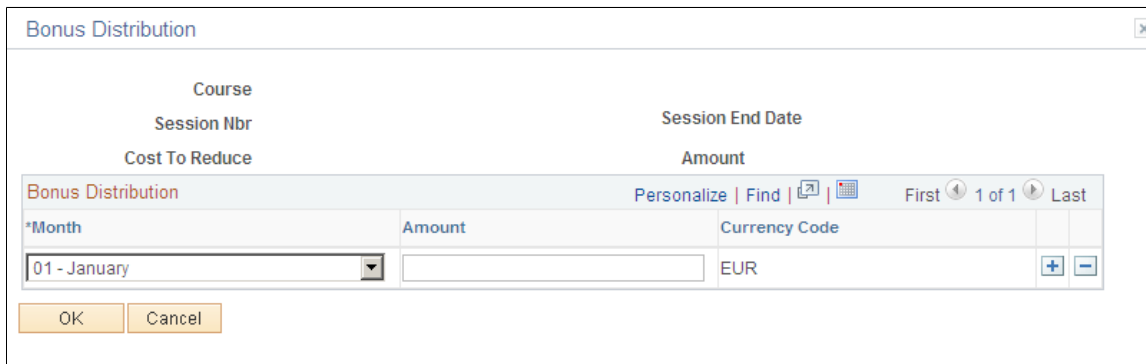 Bonus Distribution
Course
Session Nbr
Session End Date
Cost To Reduce
Amount
Bonus Distribution Personalize | Find | | First 1 of 1 Last
*Month Amount Currency Code
01 - January EUR
OK Cancel